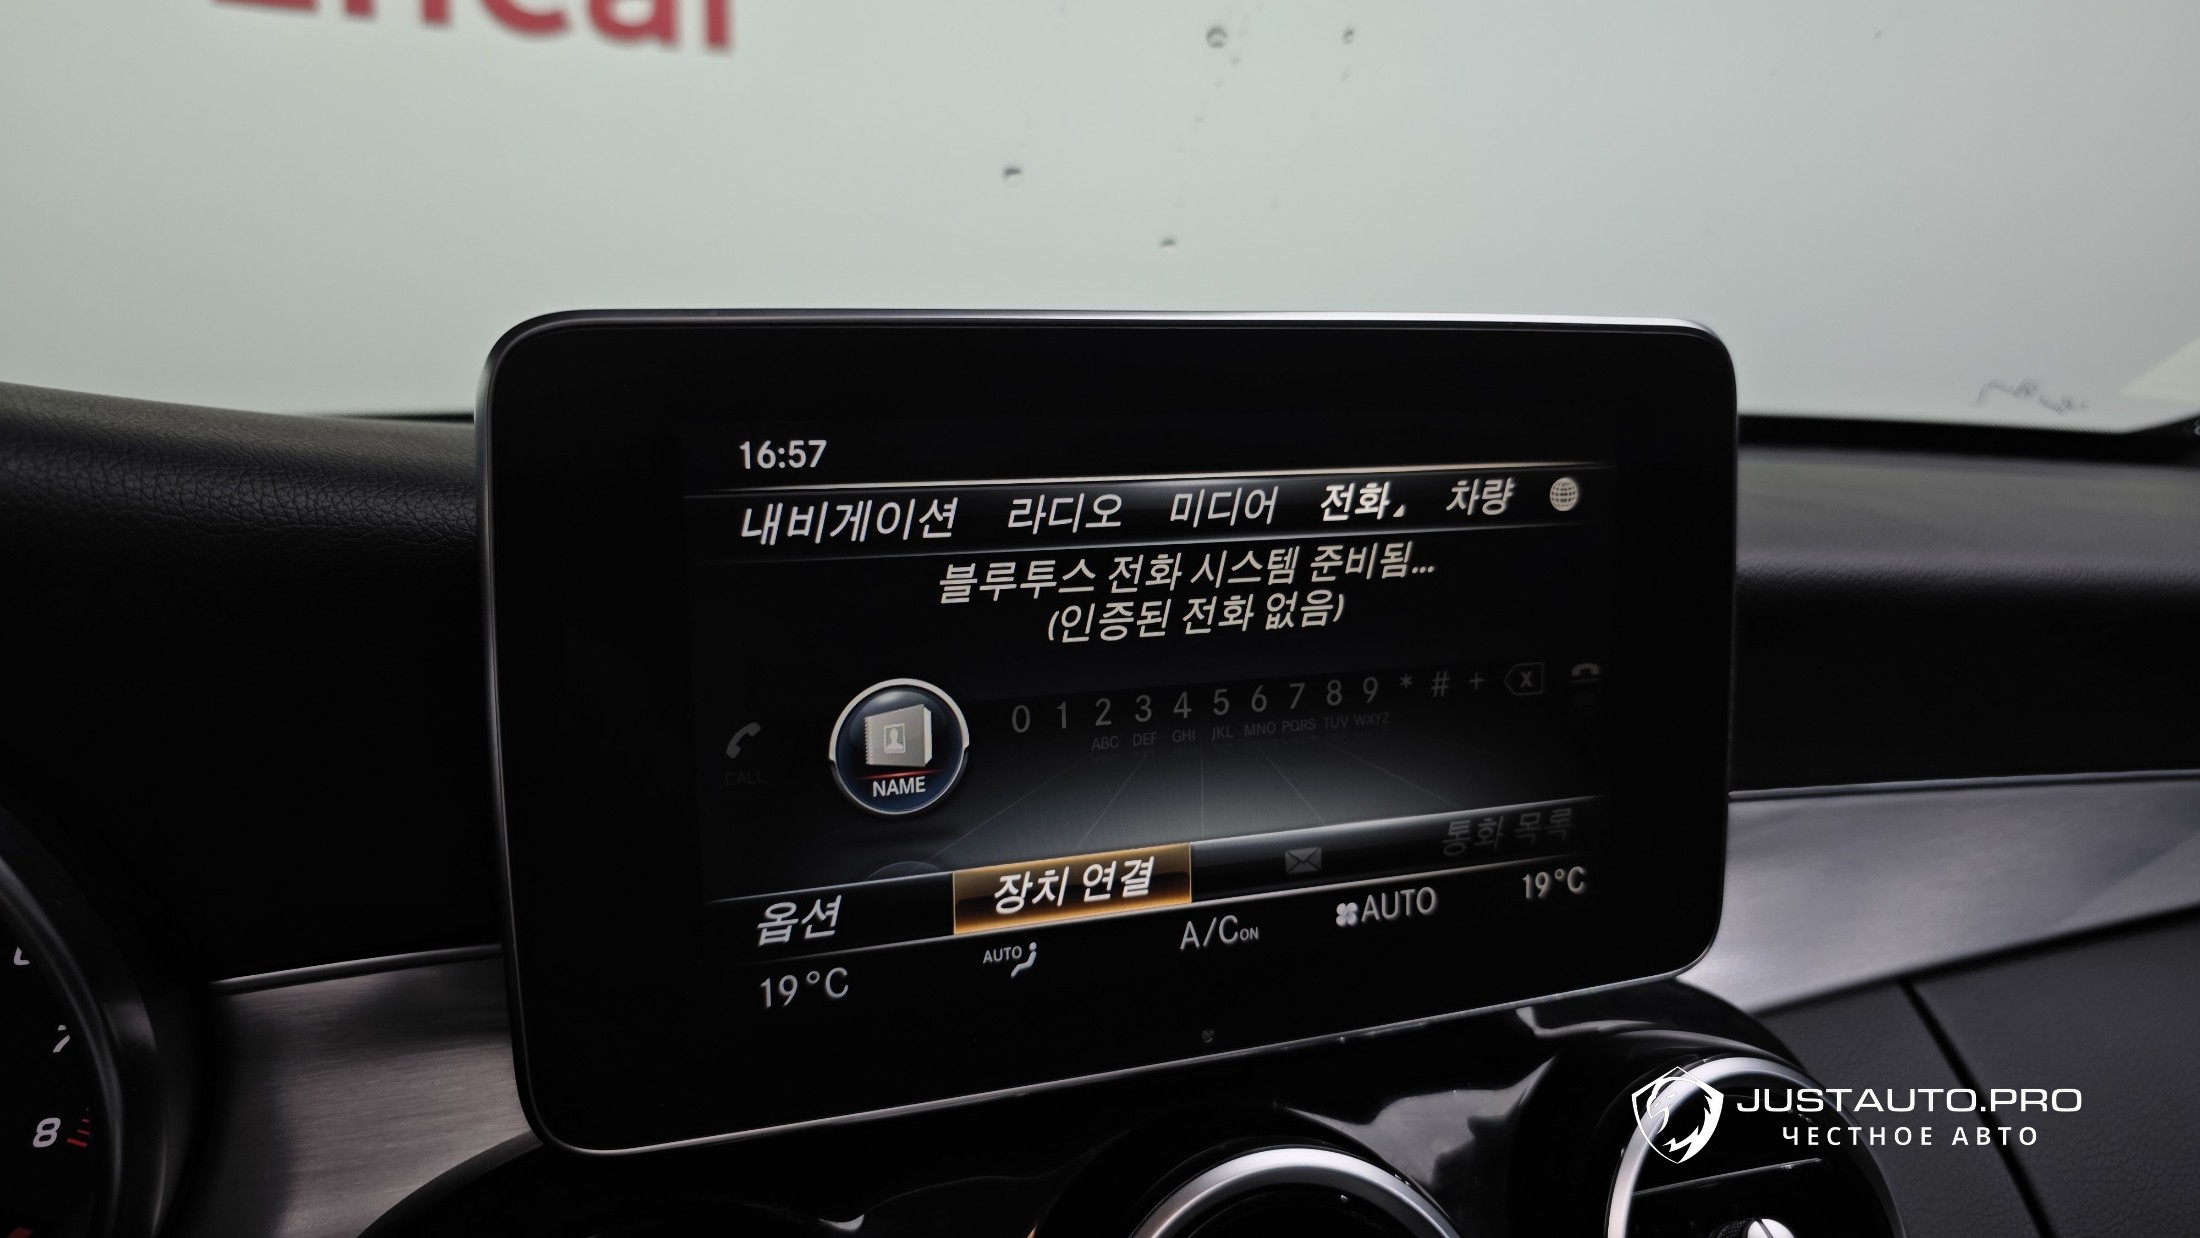 16:57
내비게이션 라디오 미디어 전화 차량
블루투스 전화 시스템 준비됨...
(인증된 전화 없음)
0 1 2 3 4 5 6 7 8 9 * # + X
ABC DEF GHI JKL MNO PQRS TUV WXYZ
CALL
NAME
통화 목록
옵션 장치 연결
19°C AUTO A/C ON AUTO 19°C
7
8
JUSTAUTO.PRO
ЧЕСТНОЕ АВТО